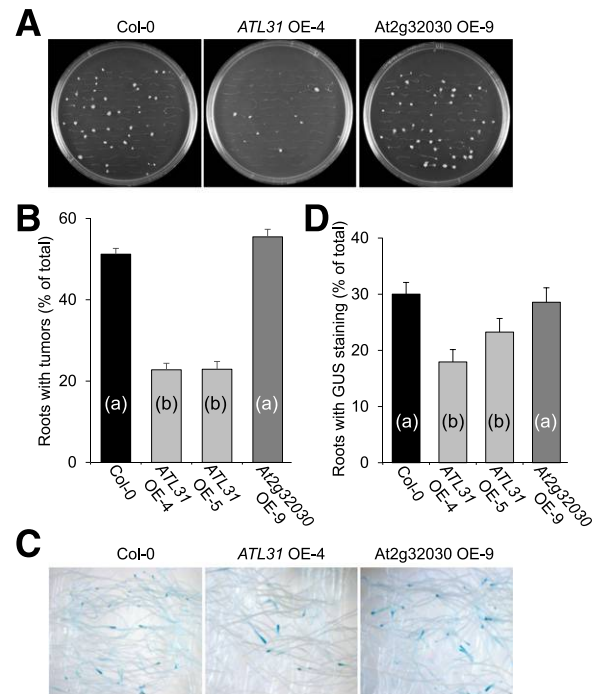 A
Col-0 ATL31 OE-4 At2g32030 OE-9
B
Roots with tumors (% of total)
60
40
20
0
(a) (b) (b) (a)
Col-0
ATL31
OE-4
ATL31
OE-5
At2g32030
OE-9
D
Roots with GUS staining (% of total)
40
30
20
10
0
(a) (b) (b) (a)
Col-0
ATL31
OE-4
ATL31
OE-5
At2g32030
OE-9
C
Col-0 ATL31 OE-4 At2g32030 OE-9